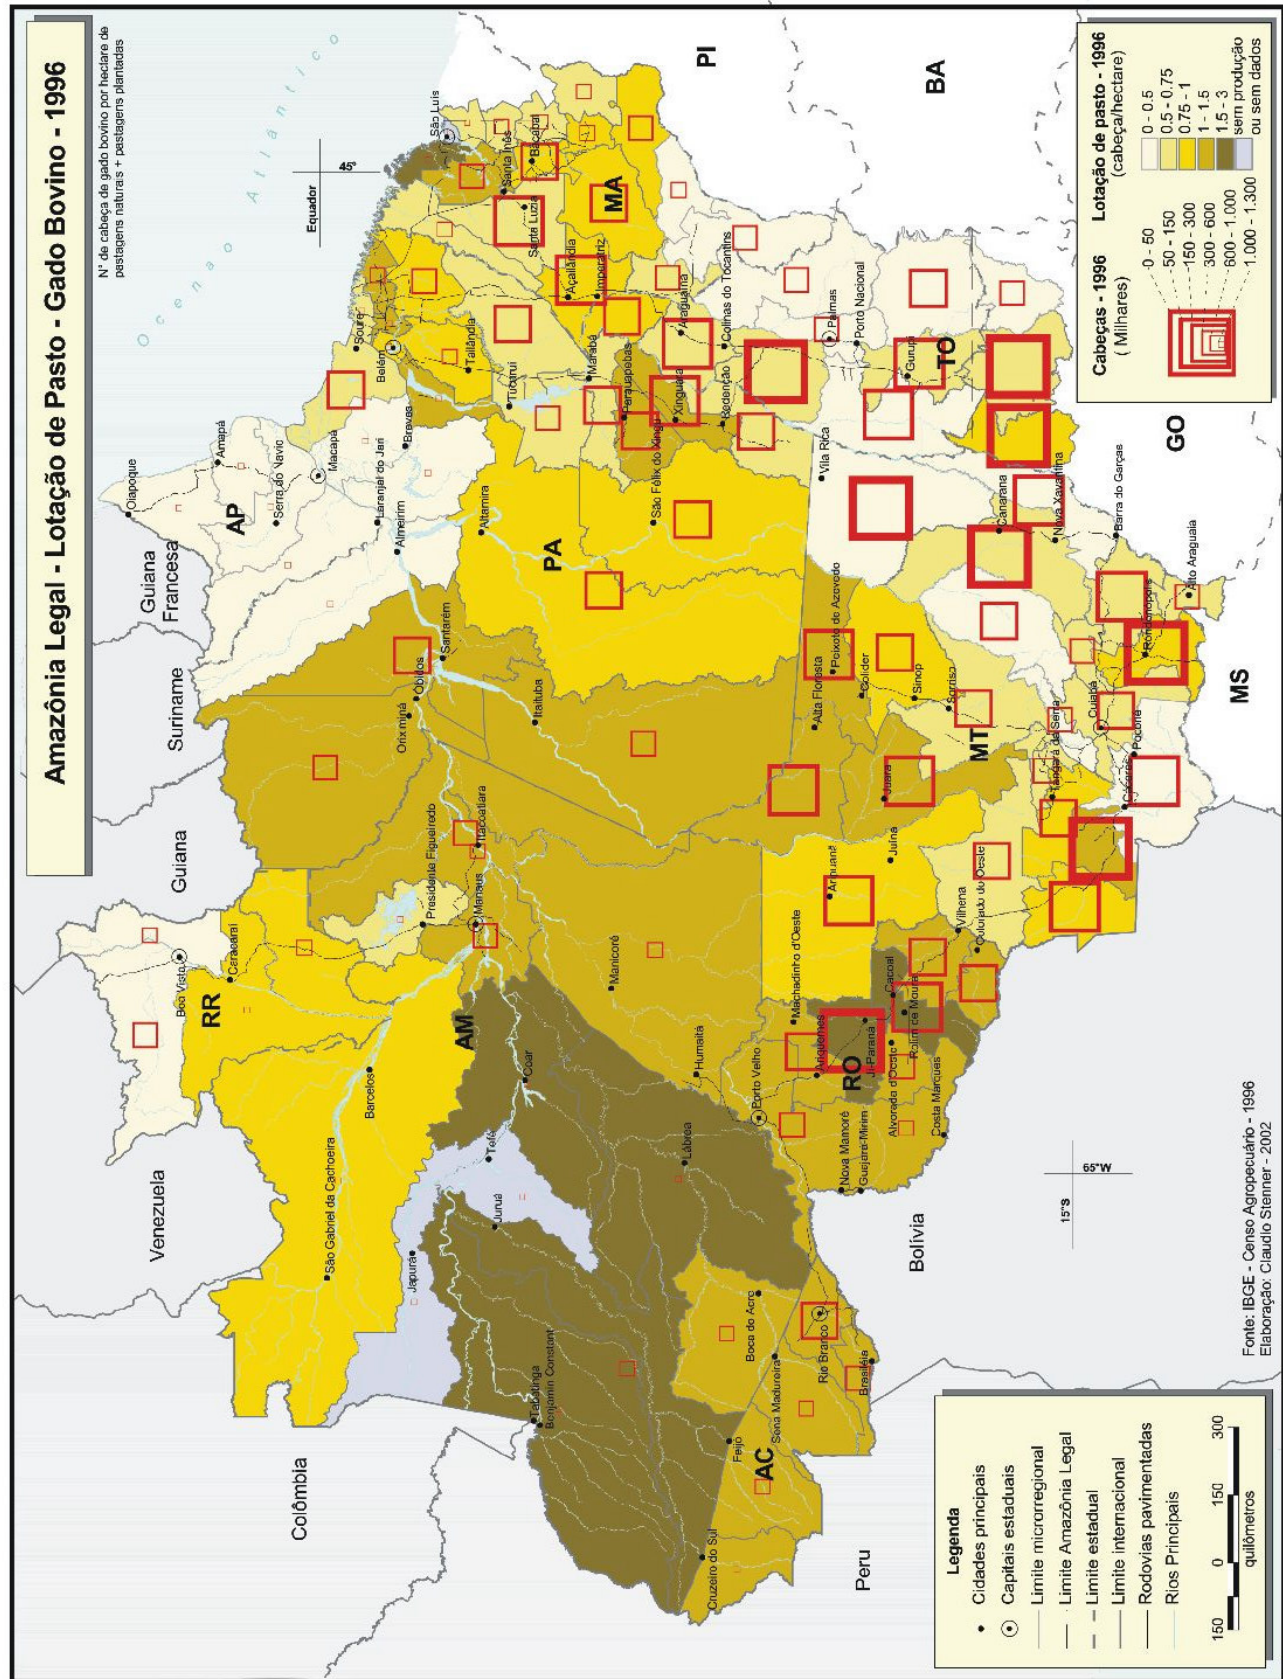 Amazônia Legal - Lotação de Pasto - Gado Bovino - 1996
N° de cabeça de gado bovino por hectare de
pastagens naturais + pastagens plantadas
Oceano Atlântico
Equador
45°
Venezuela
Colômbia
Guiana
Suriname
Guiana
Francesa
Peru
Bolívia
RR
AP
AM
PA
MA
PI
BA
TO
MT
RO
AC
GO
MS
Oiapoque
Amapá
Serra do Navio
Macapá
Laranjal do Jari
Almeirim
Breves
Soure
Belém
Tailândia
Tucuruí
São Luís
Santa Inês
Bacabal
Santa Luzia
Açailândia
Imperatriz
Marabá
Parauapebas
Araguaína
Xinguara
Colinas do Tocantins
Redenção
São Félix do Xingu
Altamira
Santarém
Óbidos
Oriximiná
Itaituba
Boa Vista
Caracaraí
Presidente Figueiredo
Itacoatiara
Manaus
Barcelos
São Gabriel da Cachoeira
Japurá
Tefé
Coari
Juruá
Tabatinga
Benjamin Constant
Manicoré
Humaitá
Lábrea
Boca do Acre
Cruzeiro do Sul
Feijó
Sena Madureira
Rio Branco
Brasiléia
Porto Velho
Nova Mamoré
Guajará-Mirim
Ariquemes
Machadinho d'Oeste
Ji-Paraná
Alvorada d'Oeste
Cacoal
Rolim de Moura
Costa Marques
Vilhena
Colorado do Oeste
Aripuanã
Juína
Juara
Alta Floresta
Peixoto de Azevedo
Colíder
Sinop
Sorriso
Tangará da Serra
Cuiabá
Poconé
Cáceres
Rondonópolis
Alto Araguaia
Barra do Garças
Nova Xavantina
Canarana
Vila Rica
Palmas
Porto Nacional
Gurupi
15°S
65°W
Cabeças - 1996
( Milhares)
0 - 50
50 - 150
150 - 300
300 - 600
600 - 1.000
1.000 - 1.300
Lotação de pasto - 1996
(cabeça/hectare)
0 - 0.5
0.5 - 0.75
0.75 - 1
1 - 1.5
1.5 - 3
sem produção
ou sem dados
Legenda
Cidades principais
Capitais estaduais
Limite microrregional
Limite Amazônia Legal
Limite estadual
Limite internacional
Rodovias pavimentadas
Rios Principais
150 0 150 300
quilômetros
Fonte: IBGE - Censo Agropecuário - 1996
Elaboração: Claudio Stenner - 2002